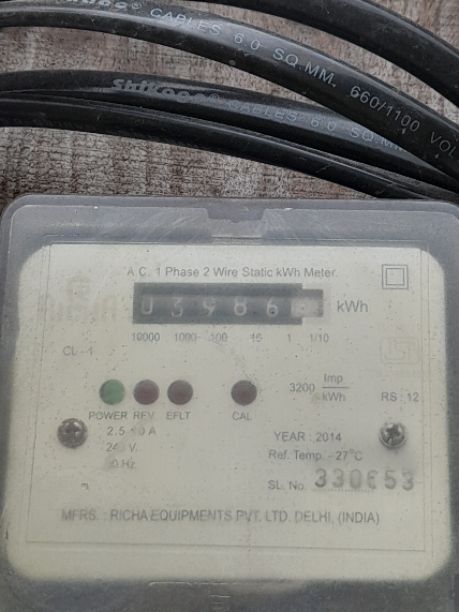 CABLES 6.0 SQ.MM. 660/1100 VOL
CABLES 6.0 SQ.MM
A.C. 1 Phase 2 Wire Static kWh Meter
03986 kWh
10000 1000 100 10 1 1/10
CL-1
POWER REV EFLT CAL
3200 Imp/kWh
RS : 12
YEAR : 2014
Ref. Temp. - 27°C
SL. No.
MFRS. : RICHA EQUIPMENTS PVT. LTD. DELHI, (INDIA)